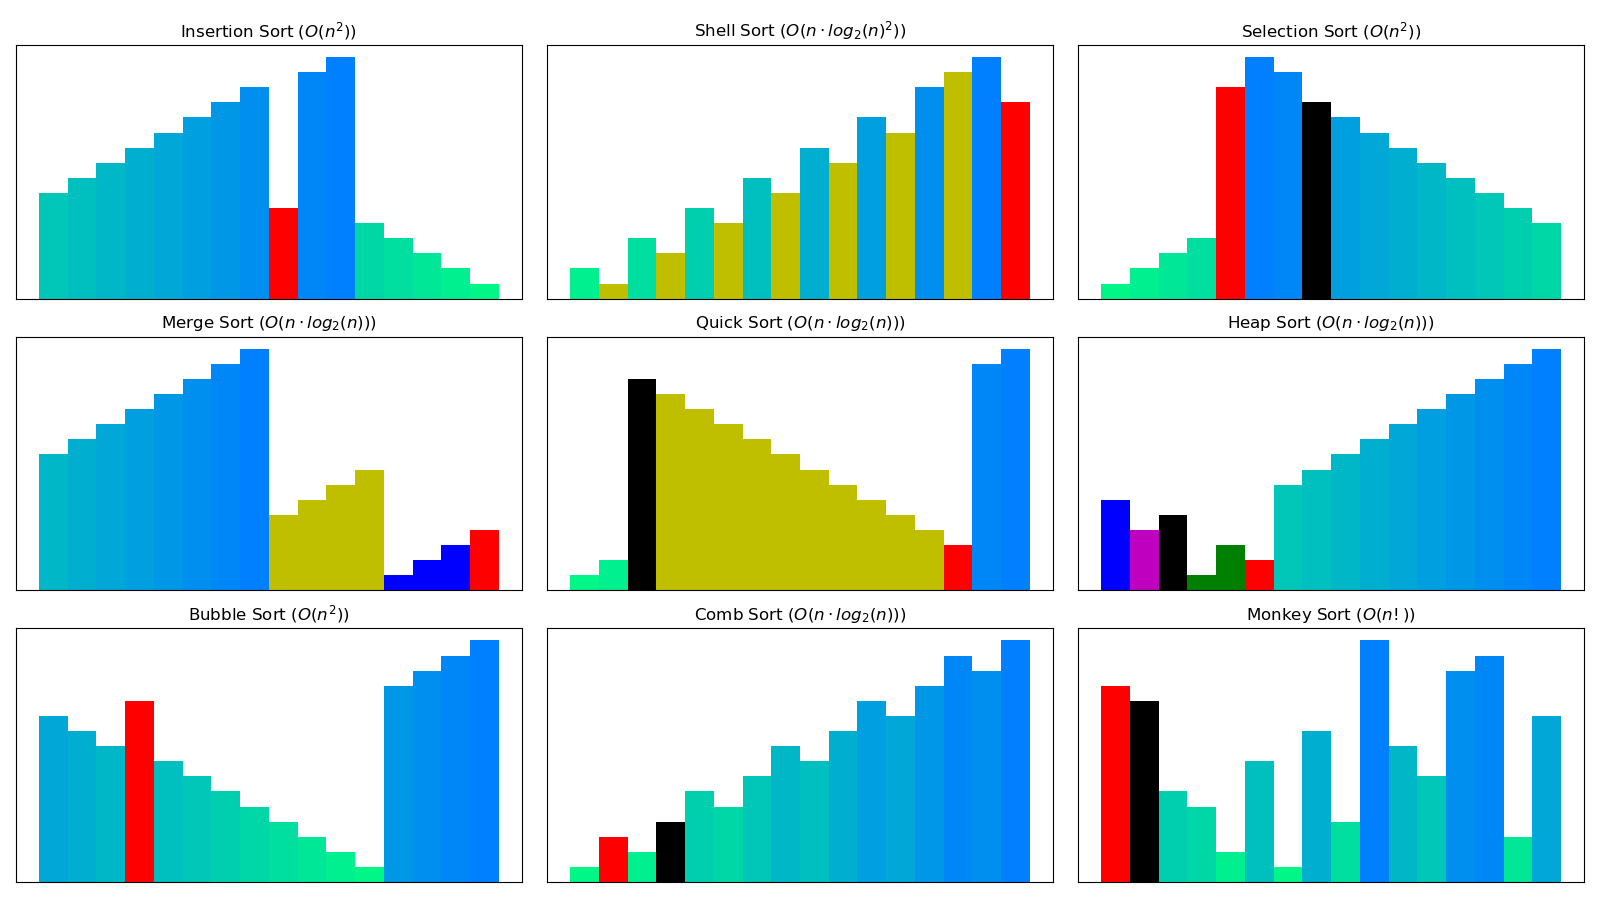 Insertion Sort (O(n²))
Shell Sort (O(n · log₂(n)²))
Selection Sort (O(n²))
Merge Sort (O(n · log₂(n)))
Quick Sort (O(n · log₂(n)))
Heap Sort (O(n · log₂(n)))
Bubble Sort (O(n²))
Comb Sort (O(n · log₂(n)))
Monkey Sort (O(n!))